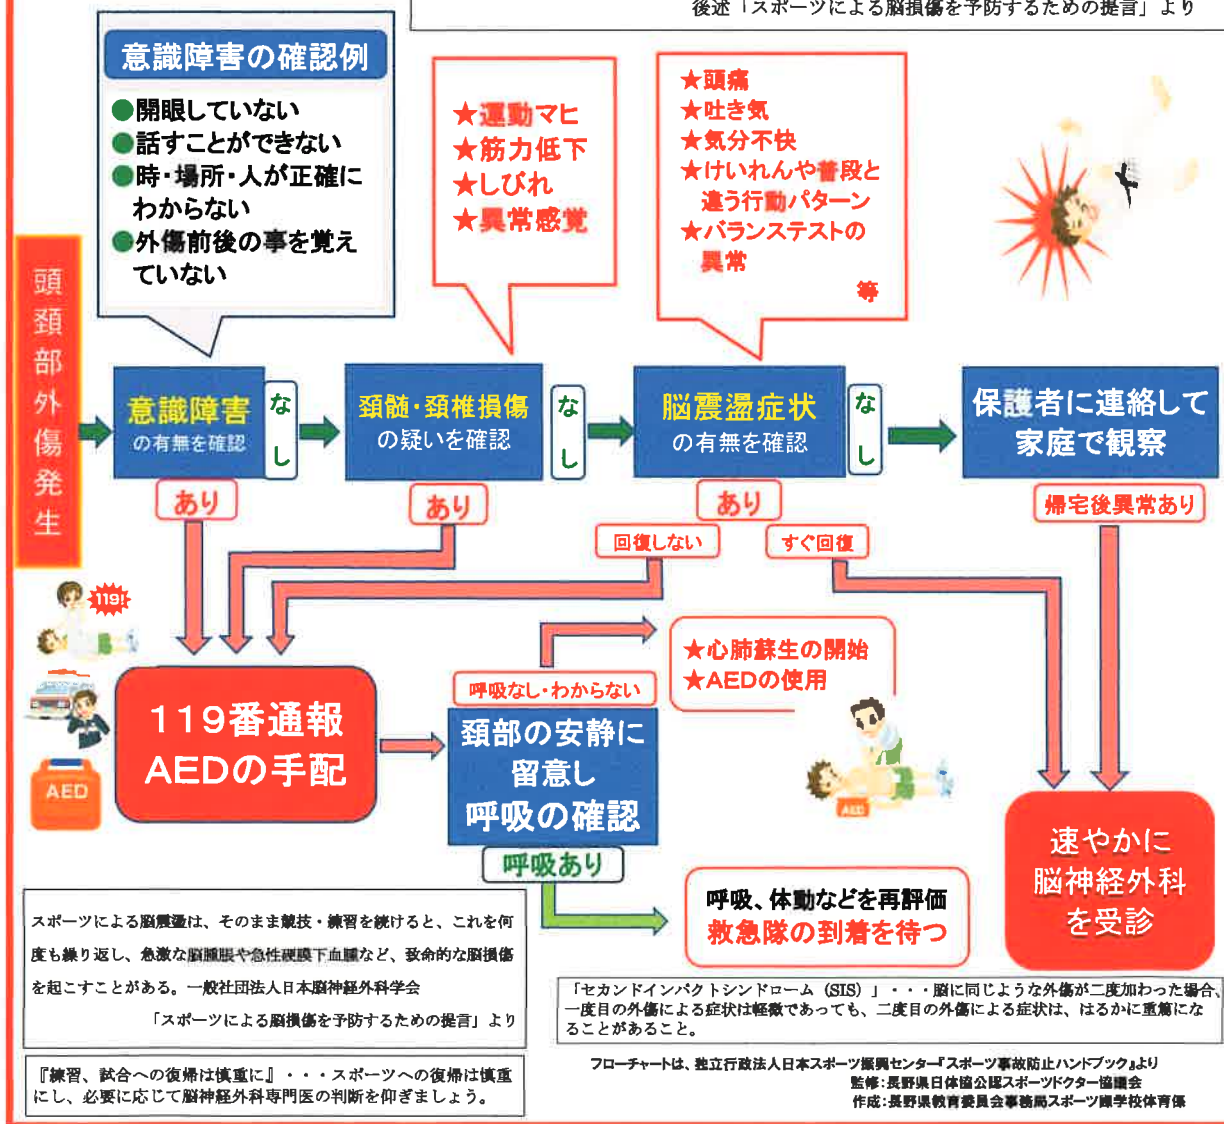 後述「スポーツによる脳損傷を予防するための提言」より
意識障害の確認例
●開眼していない
●話すことができない
●時・場所・人が正確に
わからない
●外傷前後の事を覚え
ていない
★運動マヒ
★筋力低下
★しびれ
★異常感覚
★頭痛
★吐き気
★気分不快
★けいれんや普段と
違う行動パターン
★バランステストの
異常
等
頭頚部外傷発生
意識障害
の有無を確認
なし
頚髄・頚椎損傷
の疑いを確認
なし
脳震盪症状
の有無を確認
なし
保護者に連絡して
家庭で観察
あり
あり
あり
帰宅後異常あり
回復しない
すぐ回復
119!
119番通報
AEDの手配
AED
呼吸なし・わからない
★心肺蘇生の開始
★AEDの使用
AED
頚部の安静に
留意し
呼吸の確認
呼吸あり
呼吸、体動などを再評価
救急隊の到着を待つ
速やかに
脳神経外科
を受診
スポーツによる脳震盪は、そのまま競技・練習を続けると、これを何
度も繰り返し、急激な脳腫脹や急性硬膜下血腫など、致命的な脳損傷
を起こすことがある。一般社団法人日本脳神経外科学会
「スポーツによる脳損傷を予防するための提言」より
「セカンドインパクトシンドローム（SIS）」・・・脳に同じような外傷が二度加わった場合、
一度目の外傷による症状は軽微であっても、二度目の外傷による症状は、はるかに重篤にな
ることがあること。
『練習、試合への復帰は慎重に』・・・スポーツへの復帰は慎重
にし、必要に応じて脳神経外科専門医の判断を仰ぎましょう。
フローチャートは、独立行政法人日本スポーツ振興センター『スポーツ事故防止ハンドブック』より
監修：長野県日体協公認スポーツドクター協議会
作成：長野県教育委員会事務局スポーツ課学校体育係